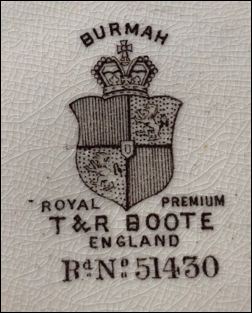 BURMAH
ROYAL PREMIUM
T & R BOOTE
ENGLAND
Rd No 51430